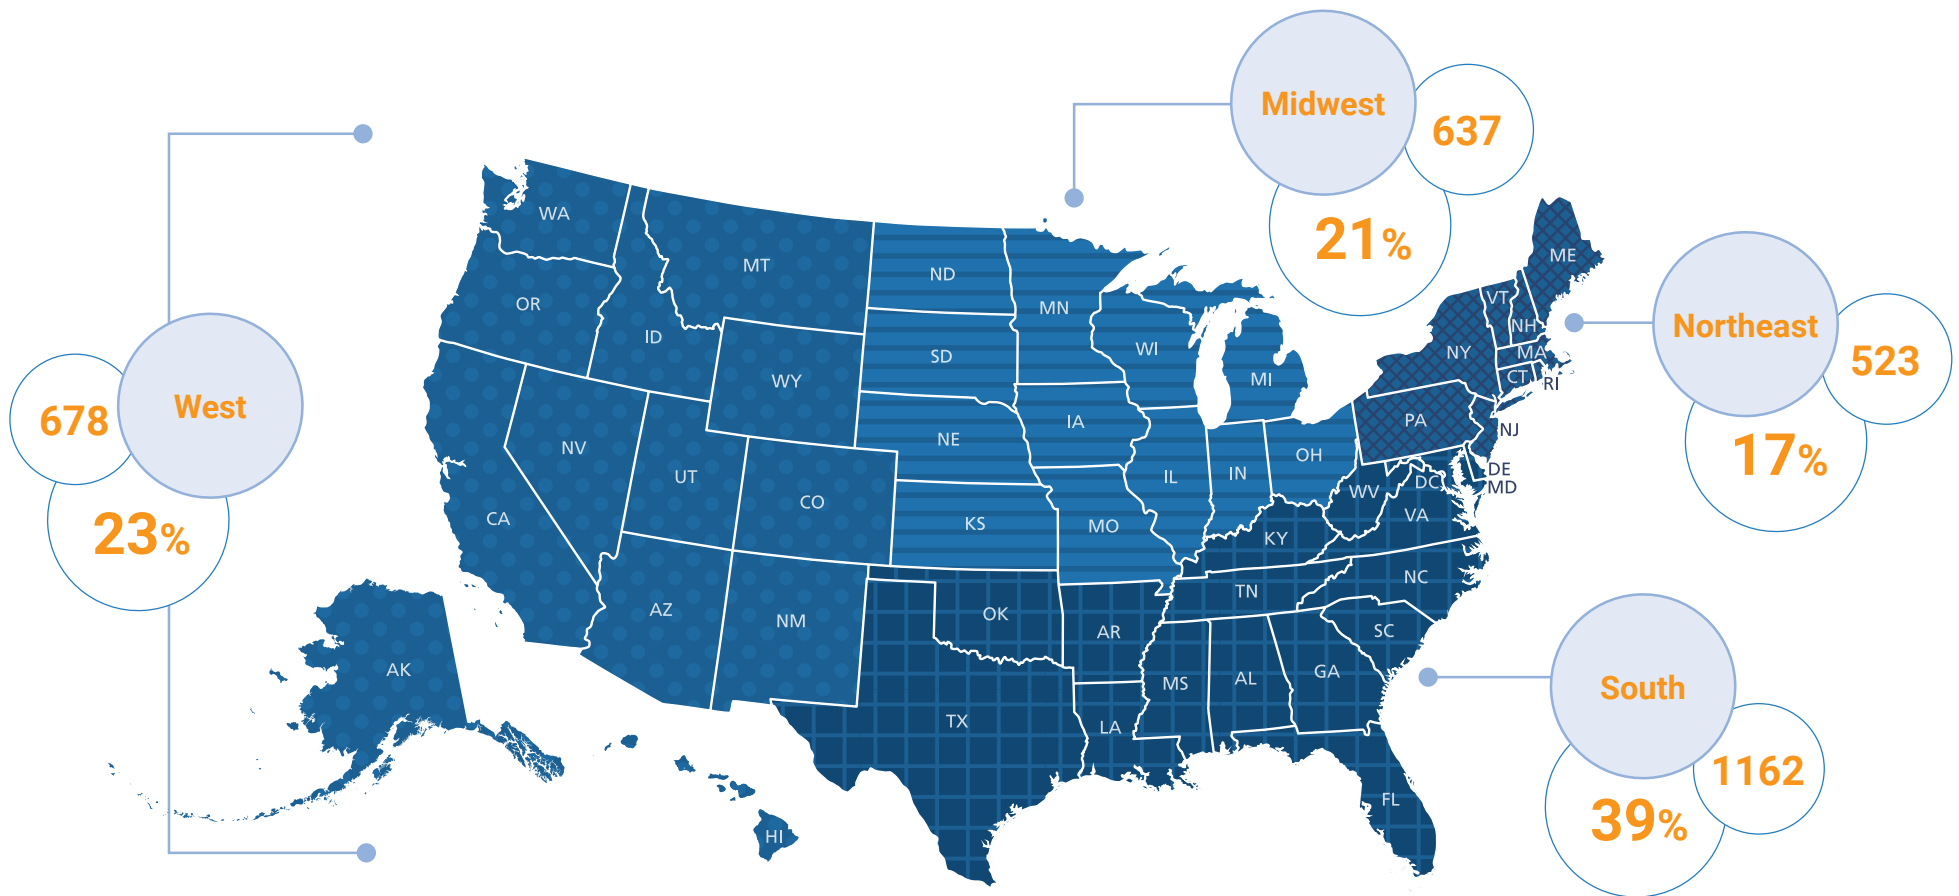 Midwest
637
21%
Northeast
523
17%
West
678
23%
South
1162
39%
WA
OR
CA
NV
ID
MT
WY
UT
CO
AZ
NM
AK
HI
ND
SD
NE
KS
MN
IA
MO
WI
IL
MI
IN
OH
ME
VT
NH
NY
MA
CT
RI
PA
NJ
DE
MD
DC
WV
VA
KY
NC
TN
SC
OK
AR
TX
LA
MS
AL
GA
FL